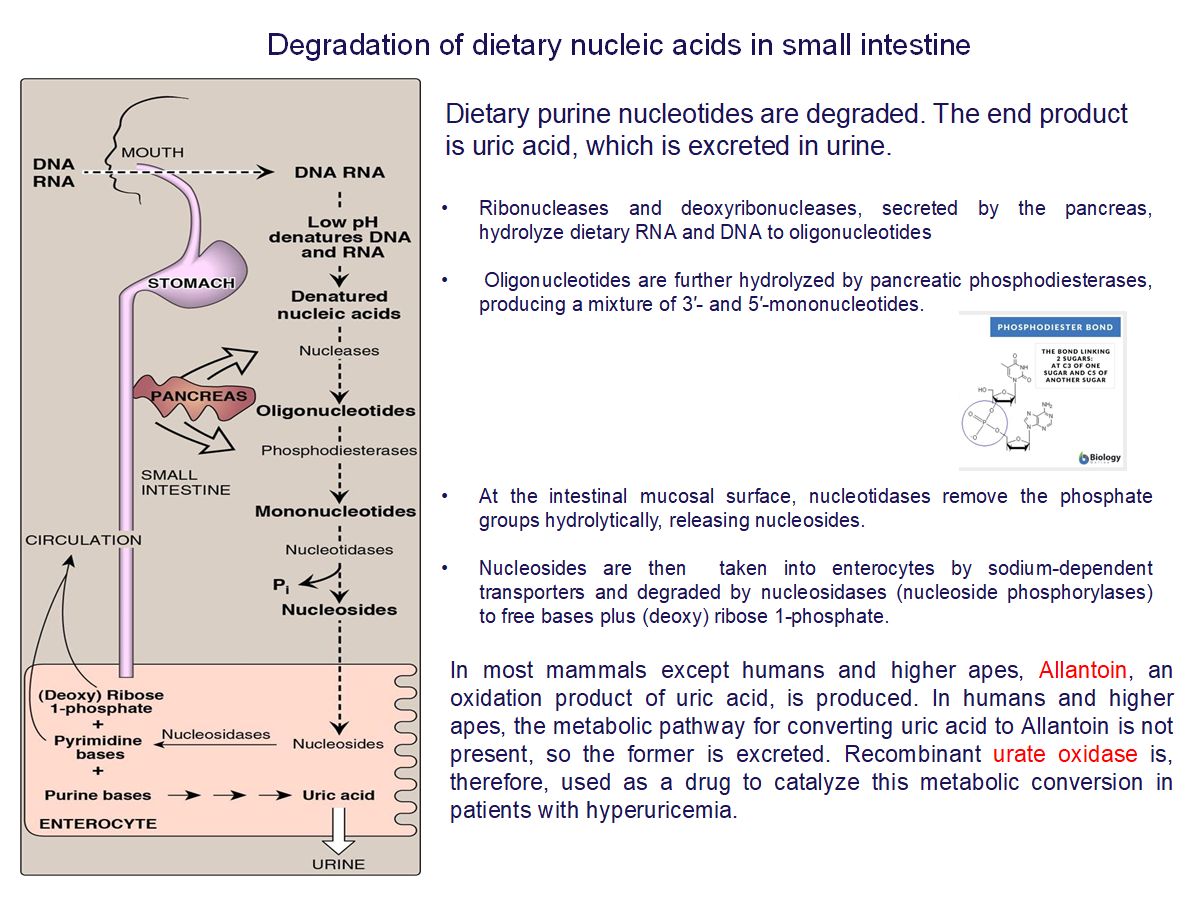 Degradation of dietary nucleic acids in small intestine
DNA
RNA
MOUTH
DNA RNA
Low pH
denatures DNA
and RNA
STOMACH
Denatured
nucleic acids
Nucleases
PANCREAS
Oligonucleotides
Phosphodiesterases
SMALL
INTESTINE
Mononucleotides
CIRCULATION
Nucleotidases
Pi
Nucleosides
(Deoxy) Ribose
1-phosphate
+
Pyrimidine
bases
+
Nucleosidases
Nucleosides
Purine bases
Uric acid
ENTEROCYTE
URINE
Dietary purine nucleotides are degraded. The end product
is uric acid, which is excreted in urine.
• Ribonucleases and deoxyribonucleases, secreted by the pancreas,
hydrolyze dietary RNA and DNA to oligonucleotides
• Oligonucleotides are further hydrolyzed by pancreatic phosphodiesterases,
producing a mixture of 3′- and 5′-mononucleotides.
PHOSPHODIESTER BOND
THE BOND LINKING
2 SUGARS:
AT C3 OF ONE
SUGAR AND C5 OF
ANOTHER SUGAR
O
NH
N
O
HO
O
O
O
P
O
O
O
NH₂
N
N
N
N
O
Biology
• At the intestinal mucosal surface, nucleotidases remove the phosphate
groups hydrolytically, releasing nucleosides.
• Nucleosides are then taken into enterocytes by sodium-dependent
transporters and degraded by nucleosidases (nucleoside phosphorylases)
to free bases plus (deoxy) ribose 1-phosphate.
In most mammals except humans and higher apes, Allantoin, an
oxidation product of uric acid, is produced. In humans and higher
apes, the metabolic pathway for converting uric acid to Allantoin is not
present, so the former is excreted. Recombinant urate oxidase is,
therefore, used as a drug to catalyze this metabolic conversion in
patients with hyperuricemia.